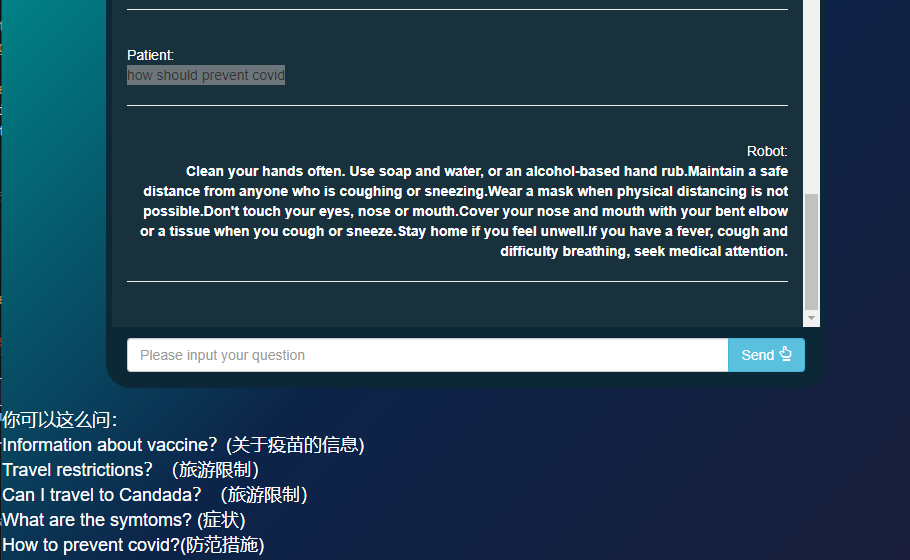 Patient:
how should prevent covid
Robot:
Clean your hands often. Use soap and water, or an alcohol-based hand rub.Maintain a safe
distance from anyone who is coughing or sneezing.Wear a mask when physical distancing is not
possible.Don't touch your eyes, nose or mouth.Cover your nose and mouth with your bent elbow
or a tissue when you cough or sneeze.Stay home if you feel unwell.If you have a fever, cough and
difficulty breathing, seek medical attention.
Please input your question
Send
你可以这么问：
Information about vaccine？(关于疫苗的信息)
Travel restrictions？（旅游限制）
Can I travel to Candada？（旅游限制）
What are the symtoms? (症状)
How to prevent covid?(防范措施)